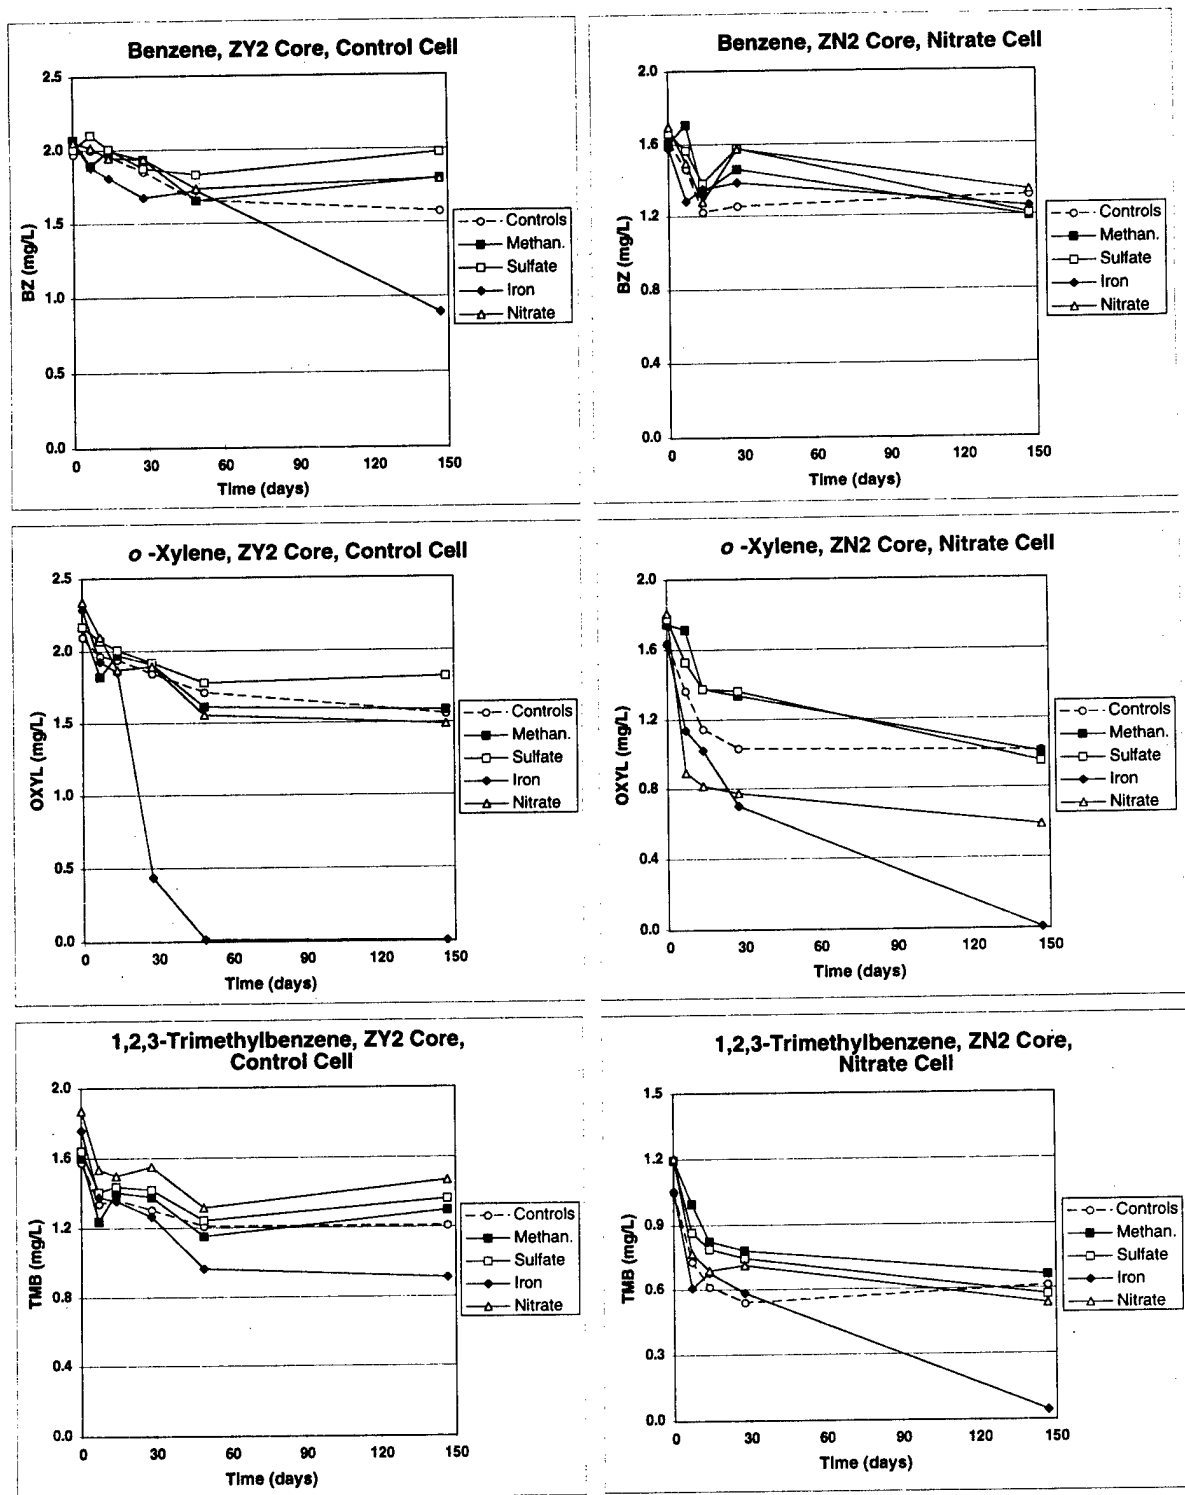 Benzene, ZY2 Core, Control Cell
2.5
2.0
1.5
1.0
0.5
0.0
BZ (mg/L)
0 30 60 90 120 150
Time (days)
Controls
Methan.
Sulfate
Iron
Nitrate
Benzene, ZN2 Core, Nitrate Cell
2.0
1.6
1.2
0.8
0.4
0.0
BZ (mg/L)
0 30 60 90 120 150
Time (days)
Controls
Methan.
Sulfate
Iron
Nitrate
o -Xylene, ZY2 Core, Control Cell
2.5
2.0
1.5
1.0
0.5
0.0
OXYL (mg/L)
0 30 60 90 120 150
Time (days)
Controls
Methan.
Sulfate
Iron
Nitrate
o -Xylene, ZN2 Core, Nitrate Cell
2.0
1.6
1.2
0.8
0.4
0.0
OXYL (mg/L)
0 30 60 90 120 150
Time (days)
Controls
Methan.
Sulfate
Iron
Nitrate
1,2,3-Trimethylbenzene, ZY2 Core,
Control Cell
2.0
1.6
1.2
0.8
0.4
0.0
TMB (mg/L)
0 30 60 90 120 150
Time (days)
Controls
Methan.
Sulfate
Iron
Nitrate
1,2,3-Trimethylbenzene, ZN2 Core,
Nitrate Cell
1.5
1.2
0.9
0.6
0.3
0.0
TMB (mg/L)
0 30 60 90 120 150
Time (days)
Controls
Methan.
Sulfate
Iron
Nitrate